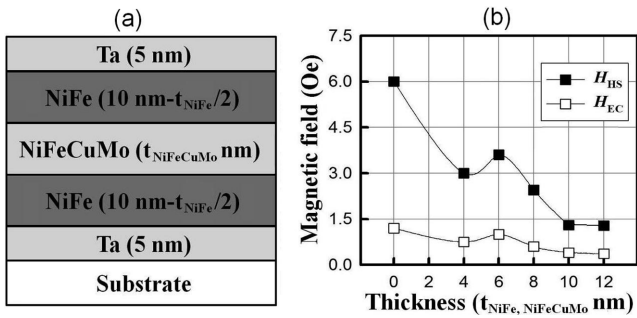 (a)
Ta (5 nm)
NiFe (10 nm-tNiFe/2)
NiFeCuMo (tNiFeCuMo nm)
NiFe (10 nm-tNiFe/2)
Ta (5 nm)
Substrate
(b)
Magnetic field (Oe)
6.0
4.5
3.0
1.5
0.0
HHS
HEC
0 2 4 6 8 10 12
Thickness (tNiFe, NiFeCuMo nm)